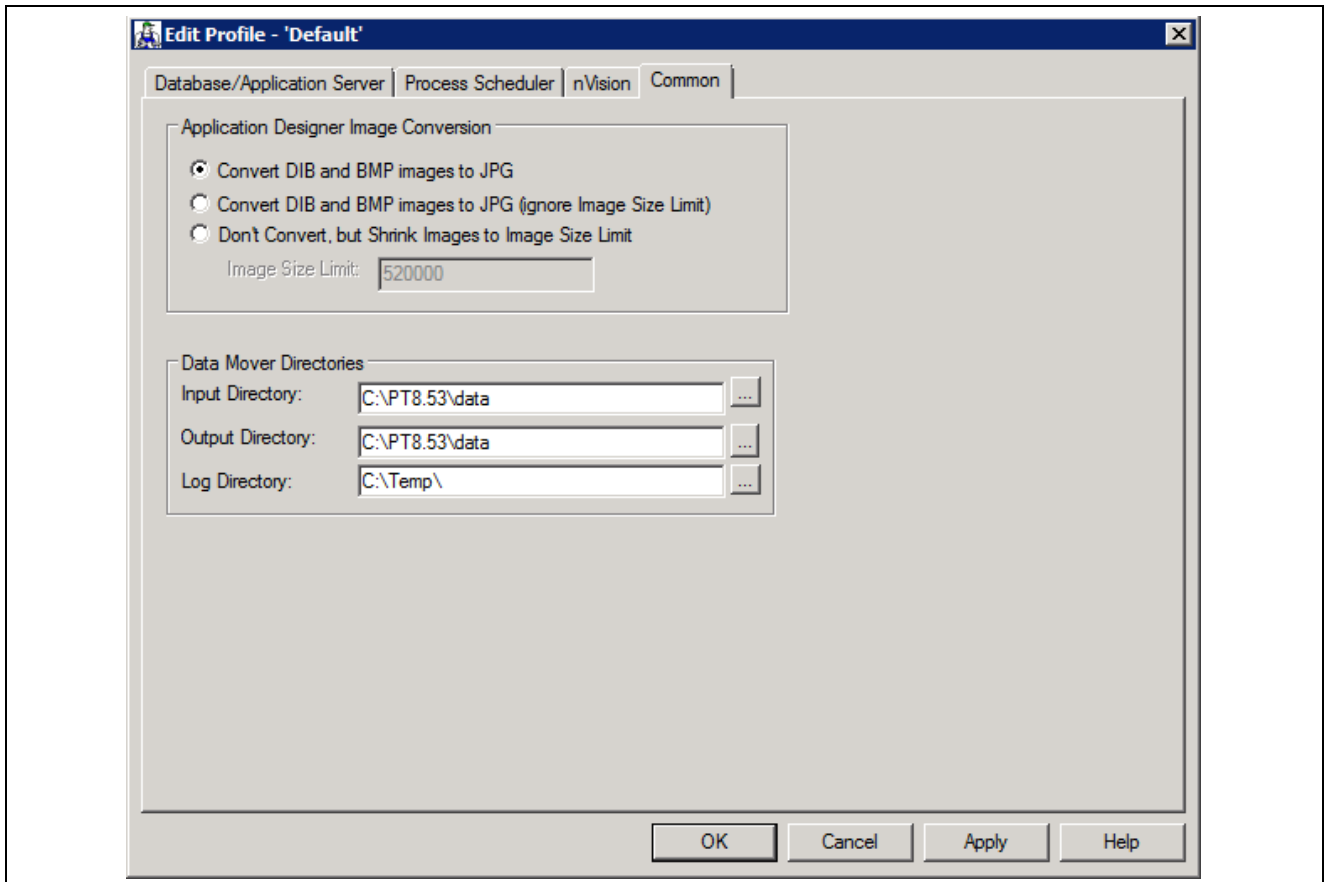 Edit Profile - 'Default'
Database/Application Server Process Scheduler nVision Common
Application Designer Image Conversion
Convert DIB and BMP images to JPG
Convert DIB and BMP images to JPG (ignore Image Size Limit)
Don't Convert, but Shrink Images to Image Size Limit
Image Size Limit: 520000
Data Mover Directories
Input Directory: C:\PT8.53\data ...
Output Directory: C:\PT8.53\data ...
Log Directory: C:\Temp\ ...
OK Cancel Apply Help